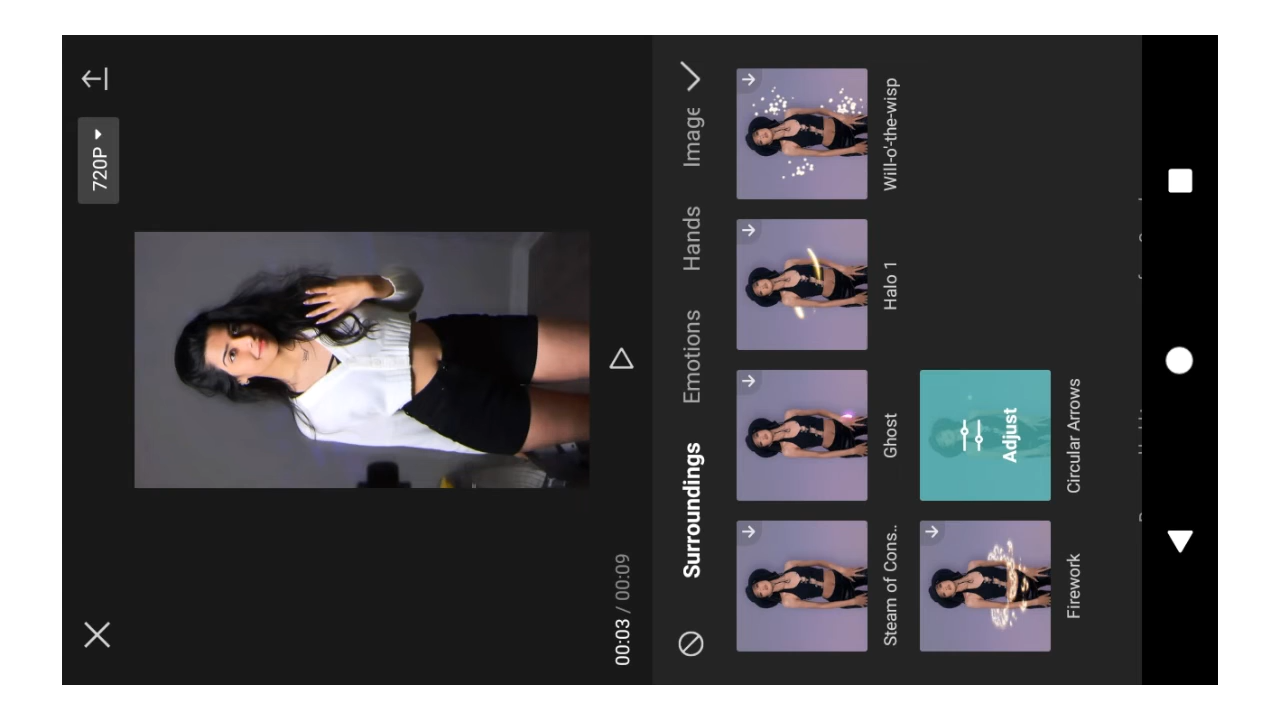 720P
00:03 / 00:09
Surroundings Emotions Hands Image
Steam of Cons.. Ghost Halo 1 Will-o'-the-wisp
Adjust
Firework Circular Arrows